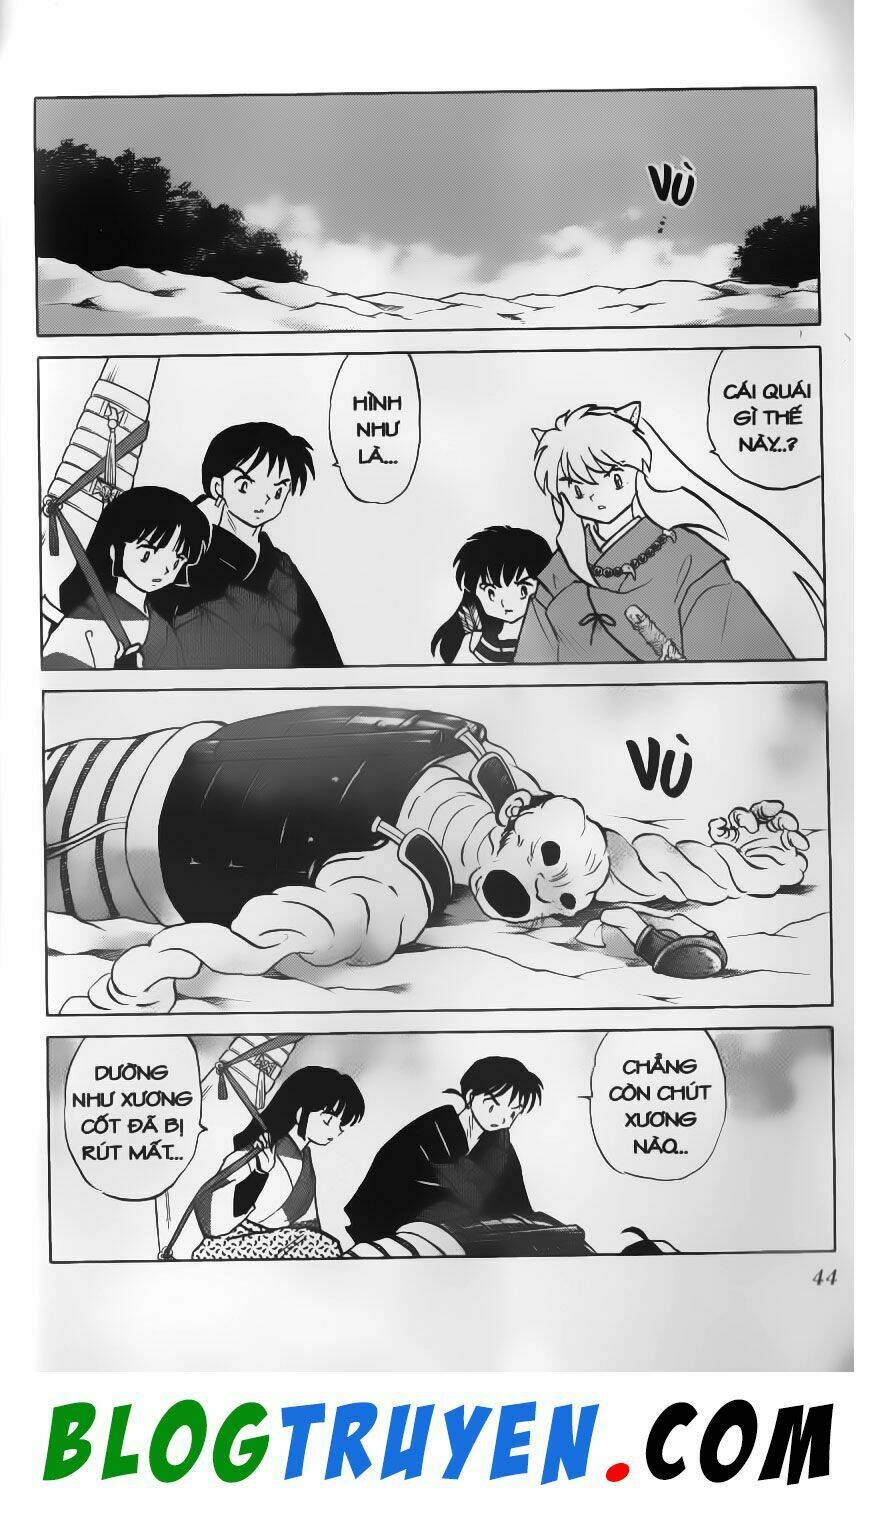 VÙ
...
CÁI QUÁI
GÌ THẾ
NÀY...?
HÌNH
NHƯ
LÀ...
VÙ
CHẲNG
CÒN CHÚT
XƯƠNG
NÀO...
DƯỜNG
NHƯ XƯƠNG
CỐT ĐÃ BỊ
RÚT MẤT...
44
BLOGTRUYEN.COM